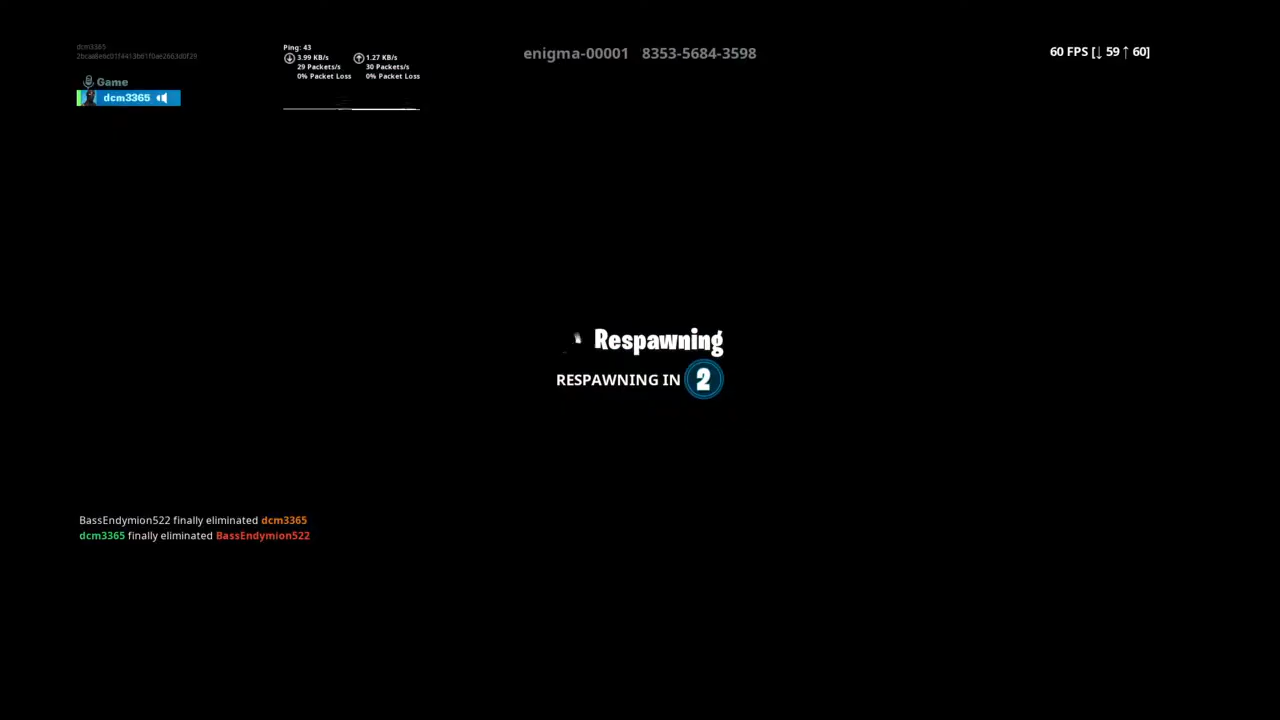 dcm3365
Game
dcm3365
Ping: 43
3.99 KB/s 1.27 KB/s
29 Packets/s 30 Packets/s
0% Packet Loss 0% Packet Loss
enigma-00001 8353-5684-3598
60 FPS [↓ 59 ↑ 60]
Respawning
RESPAWNING IN 2
BassEndymion522 finally eliminated dcm3365
dcm3365 finally eliminated BassEndymion522